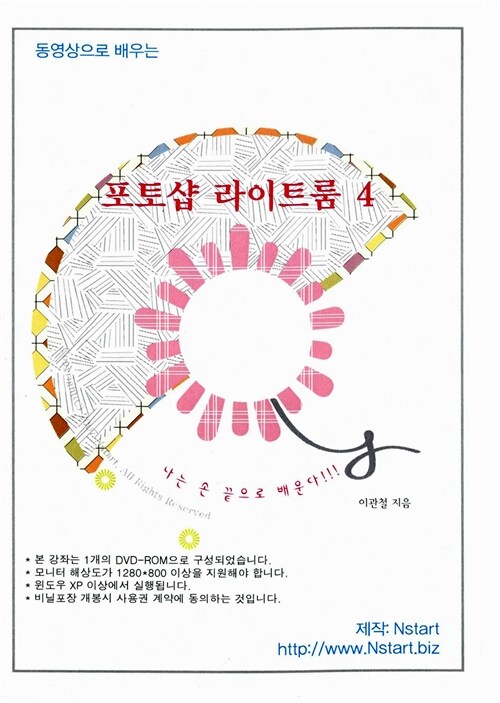 동영상으로 배우는
포토샵 라이트룸 4
나는 손 끝으로 배운다!!!
All Rights Reserved
이관철 지음
* 본 강좌는 1개의 DVD-ROM으로 구성되었습니다.
* 모니터 해상도가 1280*800 이상을 지원해야 합니다.
* 윈도우 XP 이상에서 실행됩니다.
* 비닐포장 개봉시 사용권 계약에 동의하는 것입니다.
제작: Nstart
http://www.Nstart.biz